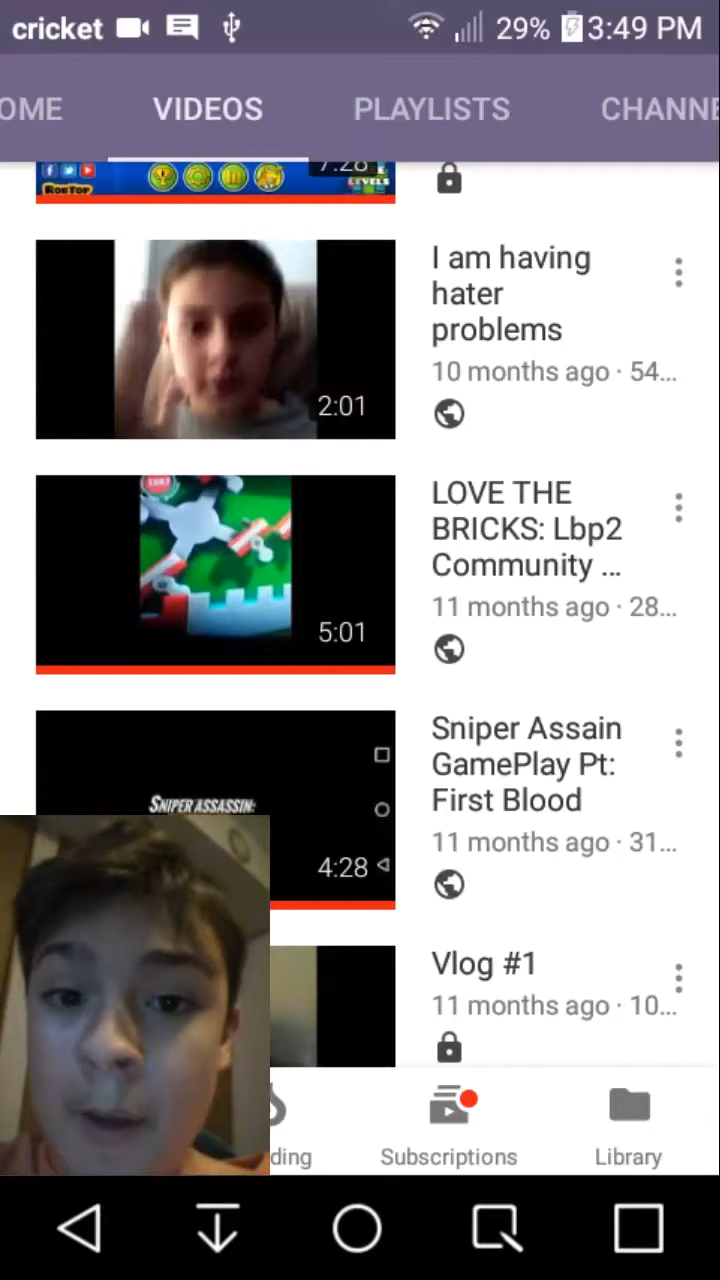 cricket 29% 3:49 PM
OME VIDEOS PLAYLISTS CHANNE
ROBTOP 7:28 LEVELS
I am having
hater
problems
10 months ago · 54...
2:01
LOVE THE
BRICKS: Lbp2
Community ...
11 months ago · 28...
5:01
Sniper Assain
GamePlay Pt:
First Blood
11 months ago · 31...
SNIPER ASSASSIN:
4:28
Vlog #1
11 months ago · 10...
ding Subscriptions Library